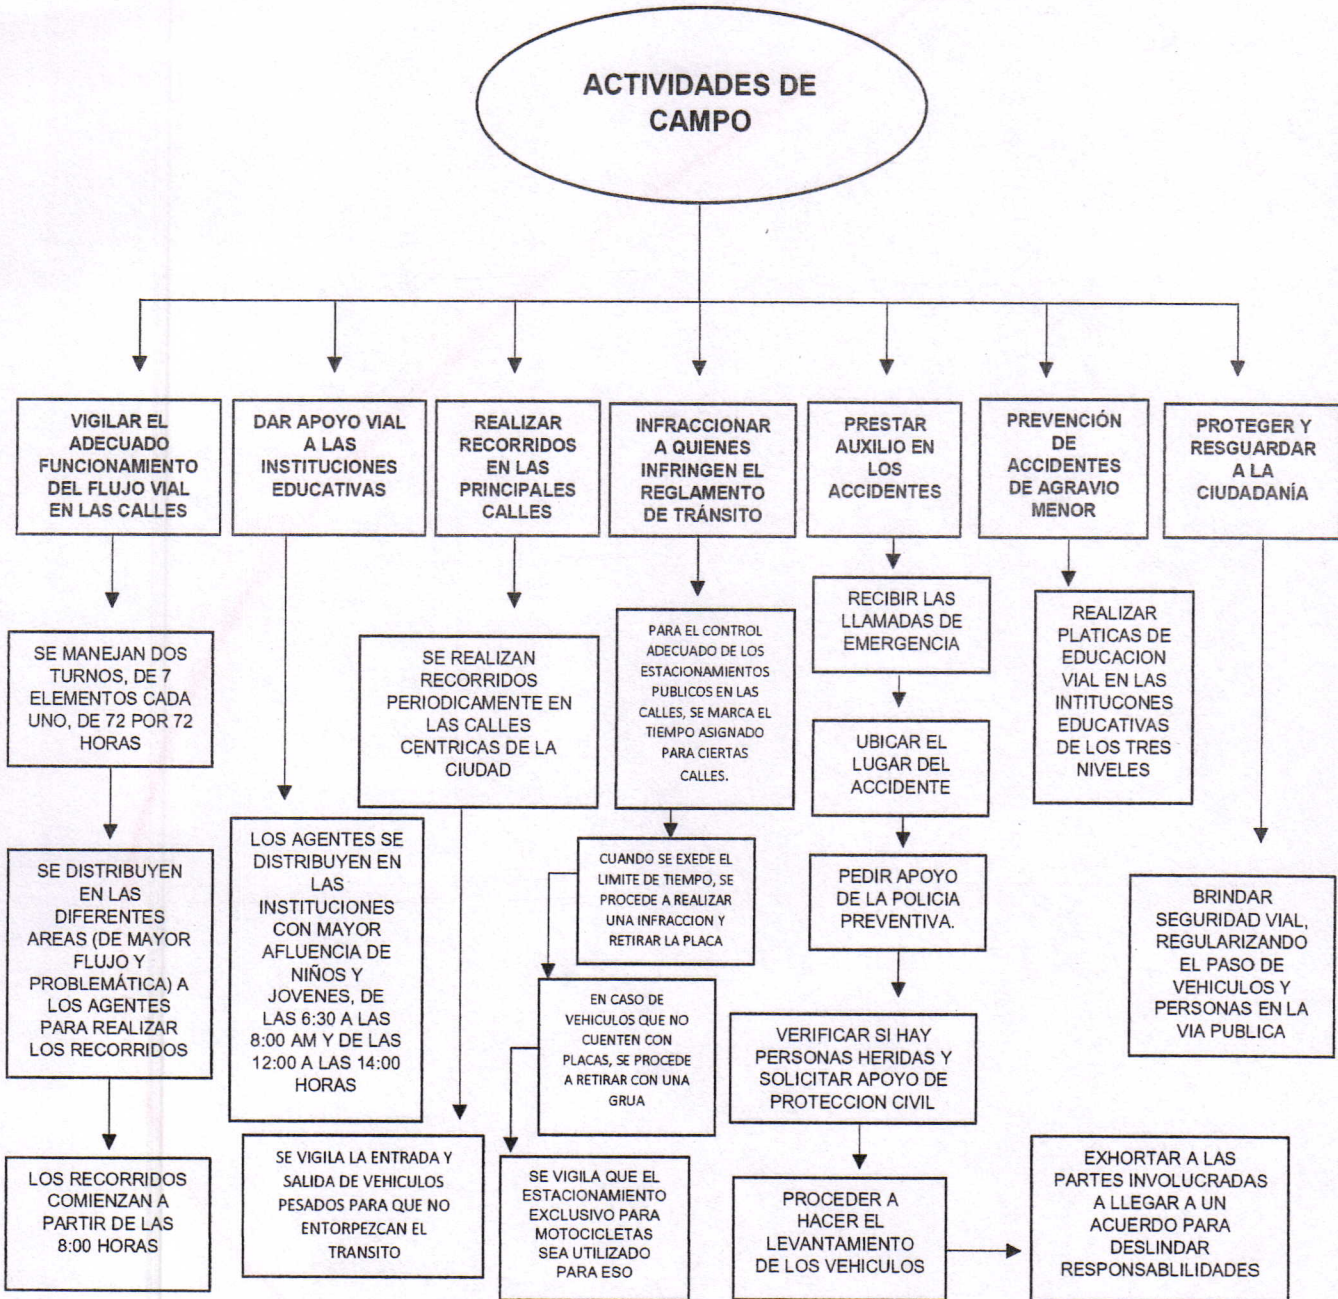 ACTIVIDADES DE
CAMPO
VIGILAR EL
ADECUADO
FUNCIONAMIENTO
DEL FLUJO VIAL
EN LAS CALLES
DAR APOYO VIAL
A LAS
INSTITUCIONES
EDUCATIVAS
REALIZAR
RECORRIDOS
EN LAS
PRINCIPALES
CALLES
INFRACCIONAR
A QUIENES
INFRINGEN EL
REGLAMENTO
DE TRÁNSITO
PRESTAR
AUXILIO EN
LOS
ACCIDENTES
PREVENCIÓN
DE
ACCIDENTES
DE AGRAVIO
MENOR
PROTEGER Y
RESGUARDAR
A LA
CIUDADANÍA
SE MANEJAN DOS
TURNOS, DE 7
ELEMENTOS CADA
UNO, DE 72 POR 72
HORAS
SE DISTRIBUYEN
EN LAS
DIFERENTES
AREAS (DE MAYOR
FLUJO Y
PROBLEMÁTICA) A
LOS AGENTES
PARA REALIZAR
LOS RECORRIDOS
LOS RECORRIDOS
COMIENZAN A
PARTIR DE LAS
8:00 HORAS
LOS AGENTES SE
DISTRIBUYEN EN
LAS
INSTITUCIONES
CON MAYOR
AFLUENCIA DE
NIÑOS Y
JOVENES, DE
LAS 6:30 A LAS
8:00 AM Y DE LAS
12:00 A LAS 14:00
HORAS
SE REALIZAN
RECORRIDOS
PERIODICAMENTE EN
LAS CALLES
CENTRICAS DE LA
CIUDAD
SE VIGILA LA ENTRADA Y
SALIDA DE VEHICULOS
PESADOS PARA QUE NO
ENTORPEZCAN EL
TRANSITO
PARA EL CONTROL
ADECUADO DE LOS
ESTACIONAMIENTOS
PUBLICOS EN LAS
CALLES, SE MARCA EL
TIEMPO ASIGNADO
PARA CIERTAS
CALLES.
CUANDO SE EXEDE EL
LIMITE DE TIEMPO, SE
PROCEDE A REALIZAR
UNA INFRACCION Y
RETIRAR LA PLACA
EN CASO DE
VEHICULOS QUE NO
CUENTEN CON
PLACAS, SE PROCEDE
A RETIRAR CON UNA
GRUA
SE VIGILA QUE EL
ESTACIONAMIENTO
EXCLUSIVO PARA
MOTOCICLETAS
SEA UTILIZADO
PARA ESO
RECIBIR LAS
LLAMADAS DE
EMERGENCIA
UBICAR EL
LUGAR DEL
ACCIDENTE
PEDIR APOYO
DE LA POLICIA
PREVENTIVA.
VERIFICAR SI HAY
PERSONAS HERIDAS Y
SOLICITAR APOYO DE
PROTECCION CIVIL
PROCEDER A
HACER EL
LEVANTAMIENTO
DE LOS VEHICULOS
EXHORTAR A LAS
PARTES INVOLUCRADAS
A LLEGAR A UN
ACUERDO PARA
DESLINDAR
RESPONSABLILIDADES
REALIZAR
PLATICAS DE
EDUCACION
VIAL EN LAS
INTITUCONES
EDUCATIVAS
DE LOS TRES
NIVELES
BRINDAR
SEGURIDAD VIAL,
REGULARIZANDO
EL PASO DE
VEHICULOS Y
PERSONAS EN LA
VIA PUBLICA